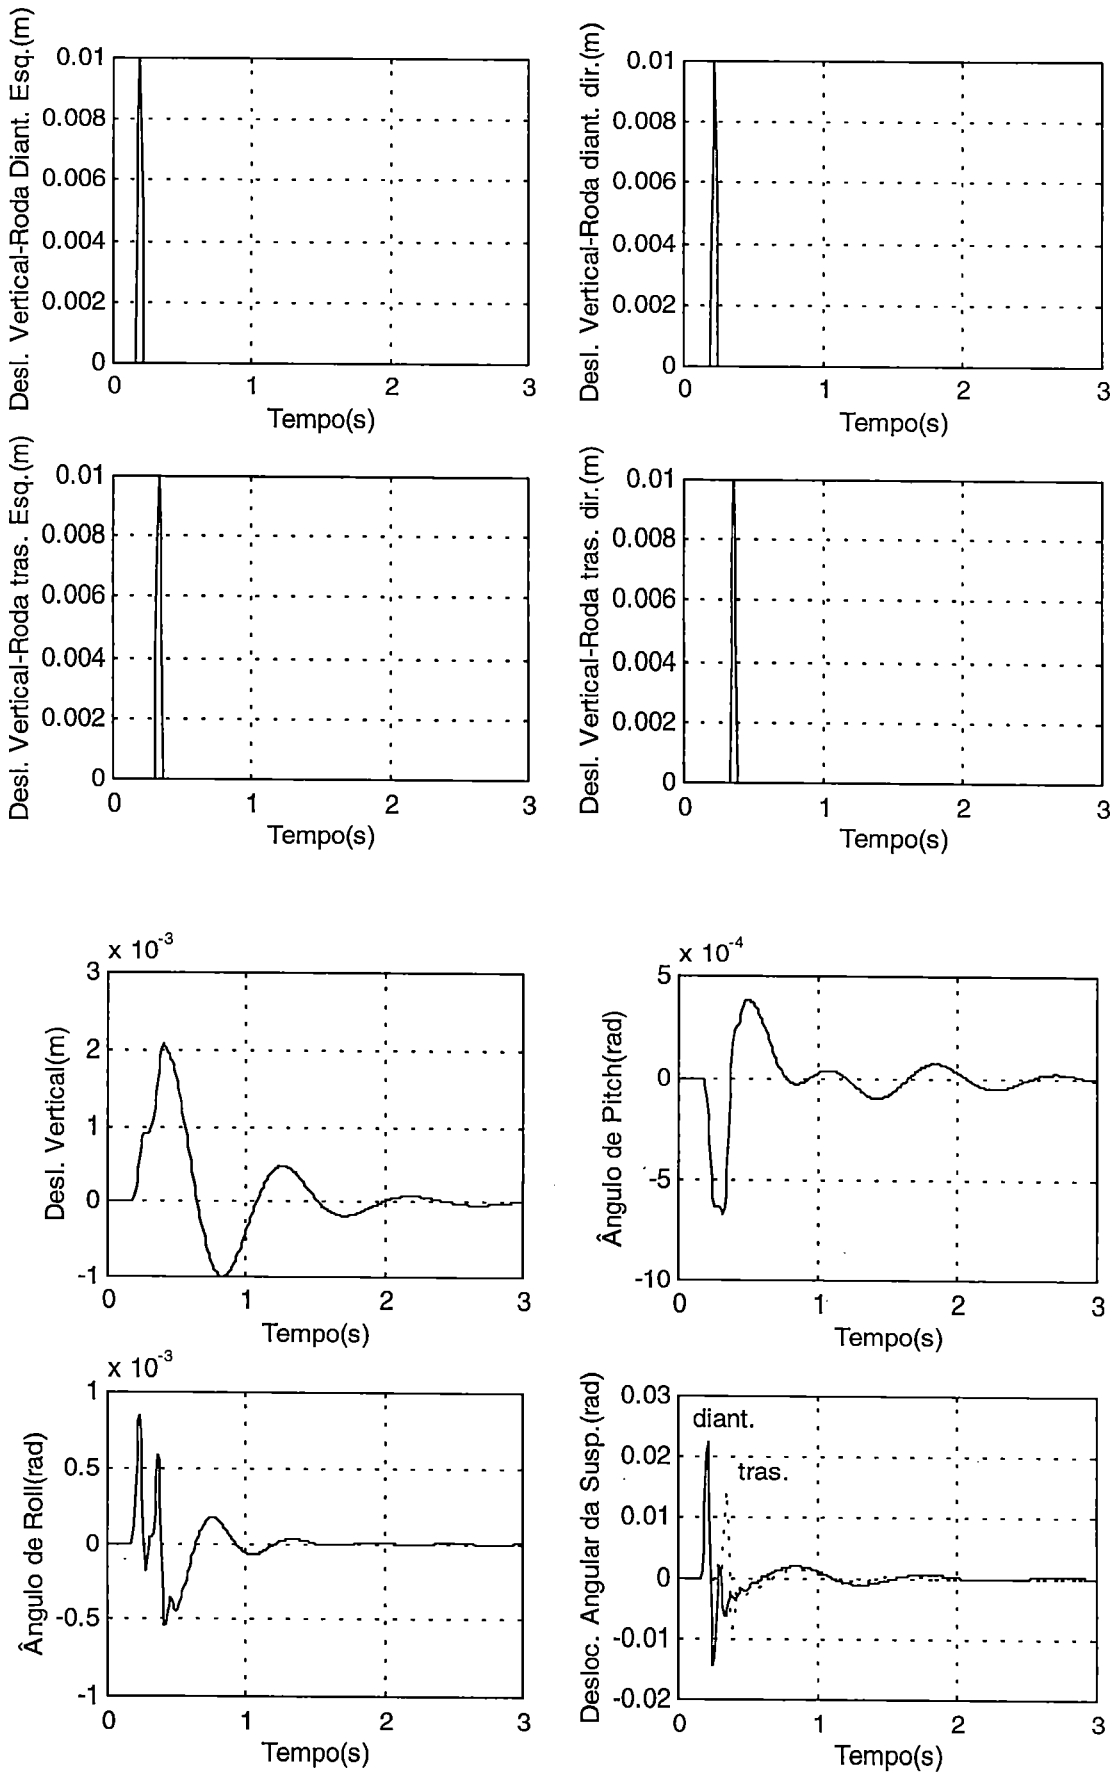 Desl. Vertical-Roda Diant. Esq.(m)
0.01
0.008
0.006
0.004
0.002
0
0 1 2 3
Tempo(s)
Desl. Vertical-Roda diant. dir.(m)
0.01
0.008
0.006
0.004
0.002
0
0 1 2 3
Tempo(s)
Desl. Vertical-Roda tras. Esq.(m)
0.01
0.008
0.006
0.004
0.002
0
0 1 2 3
Tempo(s)
Desl. Vertical-Roda tras. dir.(m)
0.01
0.008
0.006
0.004
0.002
0
0 1 2 3
Tempo(s)
x 10-3
Desl. Vertical(m)
3
2
1
0
-1
0 1 2 3
Tempo(s)
x 10-4
Ângulo de Pitch(rad)
5
0
-5
-10
0 1 2 3
Tempo(s)
x 10-3
Ângulo de Roll(rad)
1
0.5
0
-0.5
-1
0 1 2 3
Tempo(s)
Desloc. Angular da Susp.(rad)
0.03
diant.
0.02
tras.
0.01
0
-0.01
-0.02
0 1 2 3
Tempo(s)